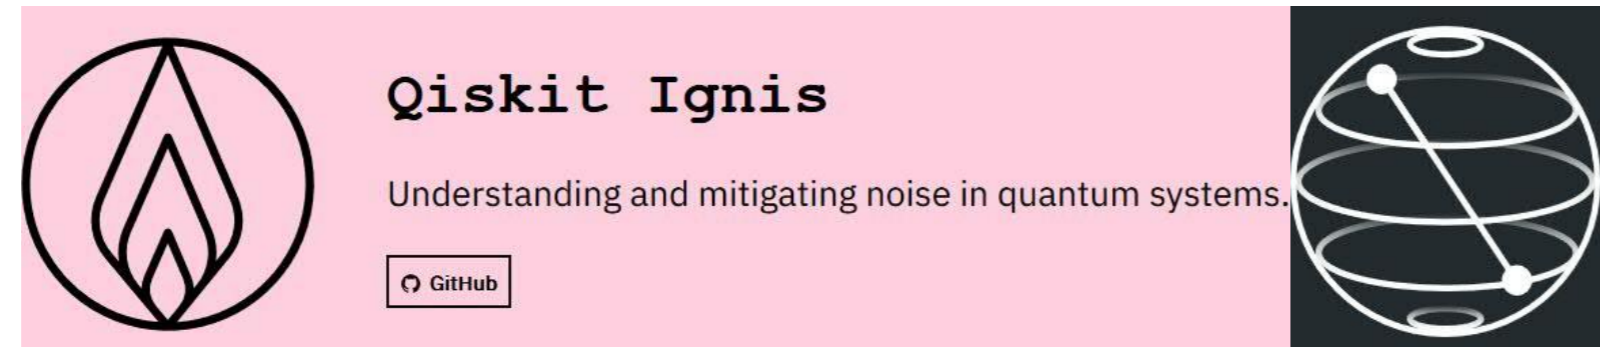 Qiskit Ignis
Understanding and mitigating noise in quantum systems.
GitHub